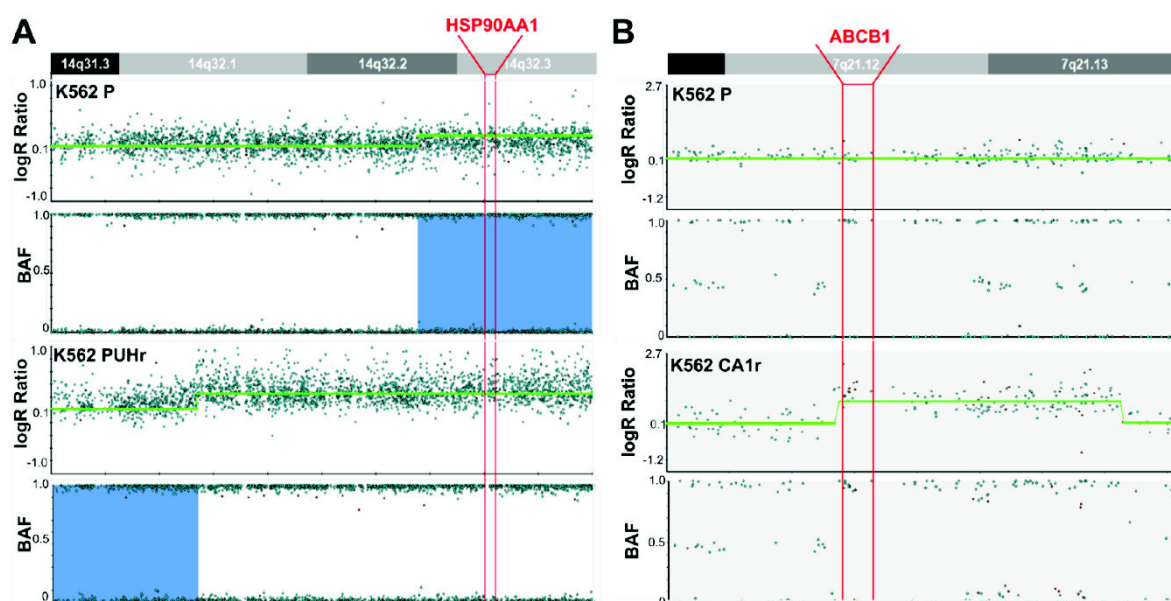 A
HSP90AA1
14q31.3 14q32.1 14q32.2 14q32.3
K562 P
logR Ratio
1.0
0.1
-1.0
BAF
1.0
0.5
0
K562 PUHr
logR Ratio
1.0
0.1
-1.0
BAF
1.0
0.5
0
B
ABCB1
7q21.12 7q21.13
K562 P
logR Ratio
2.7
0.1
-1.2
BAF
1.0
0.5
0
K562 CA1r
logR Ratio
2.7
0.1
-1.2
BAF
1.0
0.5
0